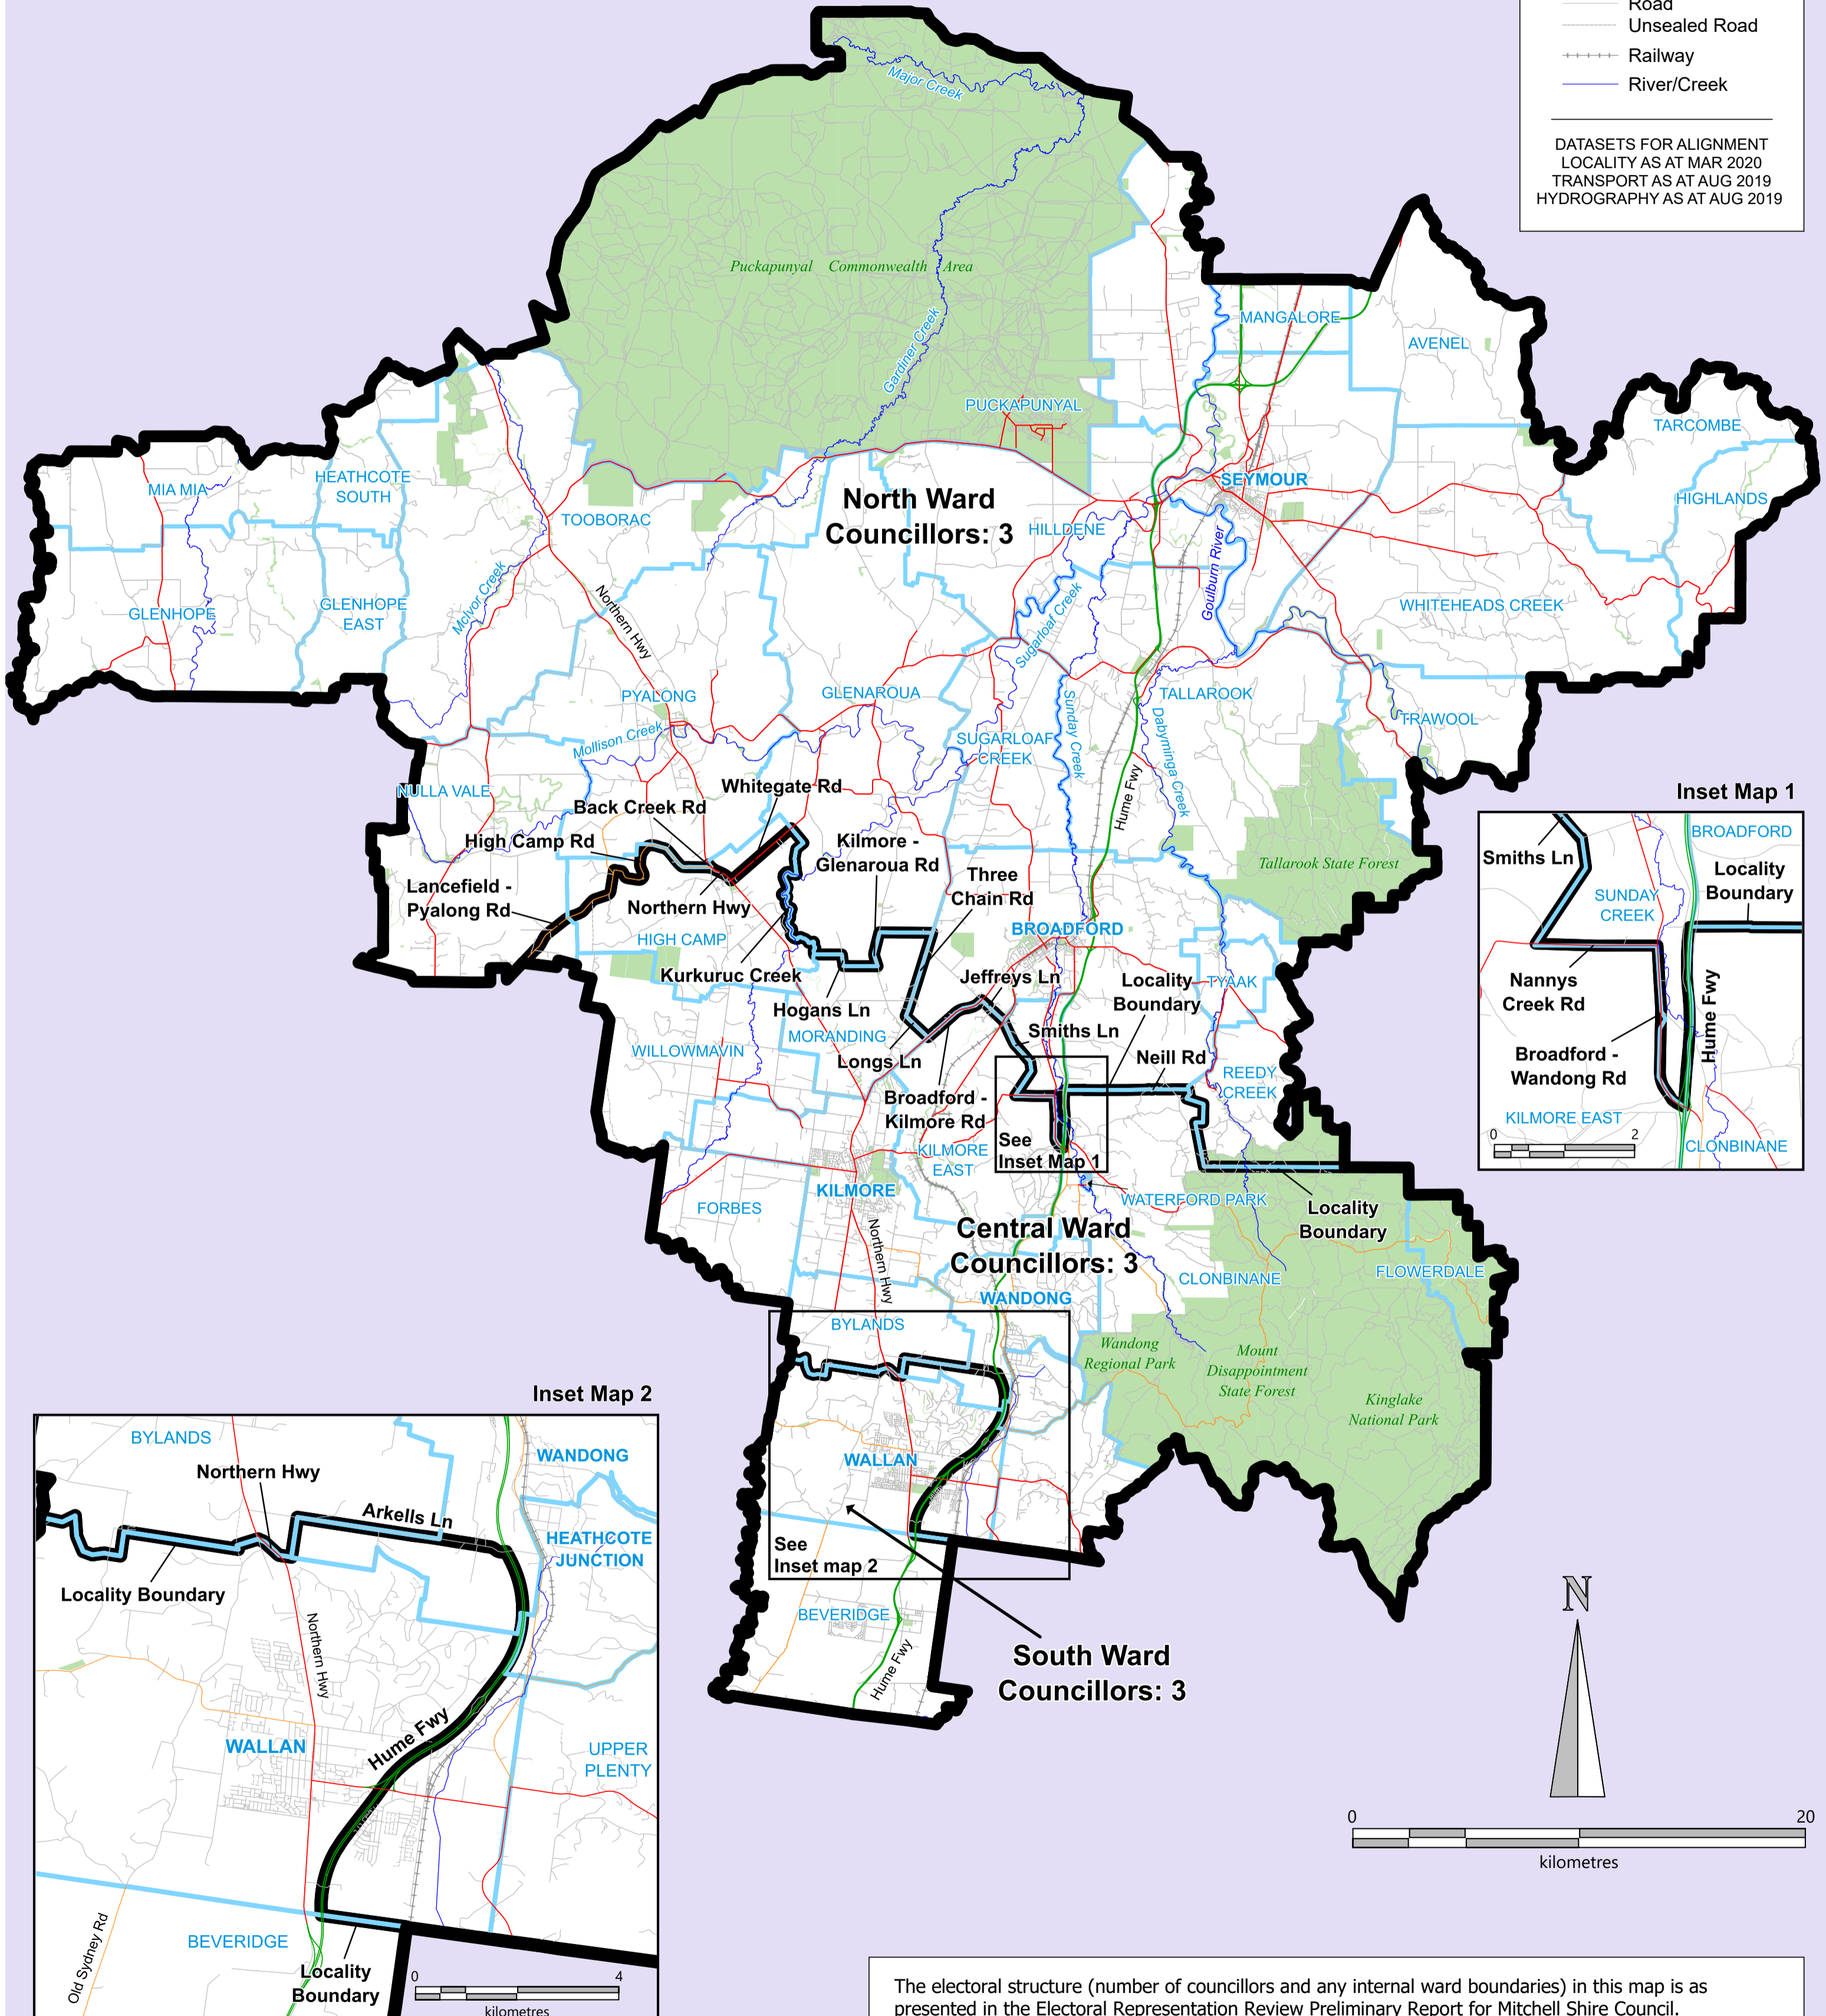 Road
Unsealed Road
Railway
River/Creek
DATASETS FOR ALIGNMENT
LOCALITY AS AT MAR 2020
TRANSPORT AS AT AUG 2019
HYDROGRAPHY AS AT AUG 2019
Major Creek
Puckapunyal Commonwealth Area
Gardiner Creek
MANGALORE
AVENEL
PUCKAPUNYAL
TARCOMBE
MIA MIA
HEATHCOTE
SOUTH
TOOBORAC
North Ward
Councillors: 3
HILLDENE
SEYMOUR
HIGHLANDS
GLENHOPE
GLENHOPE
EAST
McIvor Creek
Northern Hwy
Sugarloaf Creek
Goulburn River
WHITEHEADS CREEK
PYALONG
GLENAROUA
TALLAROOK
TRAWOOL
Mollison Creek
SUGARLOAF
CREEK
Sunday Creek
Dabyminga Creek
Hume Fwy
NULLA VALE
Whitegate Rd
Back Creek Rd
High Camp Rd
Kilmore -
Glenaroua Rd
Lancefield -
Pyalong Rd
Three
Chain Rd
Tallarook State Forest
Northern Hwy
HIGH CAMP
BROADFORD
Kurkuruc Creek
Jeffreys Ln
Locality
Boundary
TYAAK
Hogans Ln
MORANDING
Smiths Ln
WILLOWMAVIN
Longs Ln
Neill Rd
REEDY
CREEK
Broadford -
Kilmore Rd
See
Inset Map 1
KILMORE
EAST
KILMORE
FORBES
WATERFORD PARK
Locality
Boundary
Central Ward
Councillors: 3
Northern Hwy
CLONBINANE
FLOWERDALE
WANDONG
BYLANDS
Wandong
Regional Park
Mount
Disappointment
State Forest
Kinglake
National Park
WALLAN
See
Inset map 2
BEVERIDGE
Hume Fwy
South Ward
Councillors: 3
Inset Map 1
BROADFORD
Smiths Ln
Locality
Boundary
SUNDAY
CREEK
Nannys
Creek Rd
Hume Fwy
Broadford -
Wandong Rd
KILMORE EAST
0 2
CLONBINANE
Inset Map 2
BYLANDS
WANDONG
Northern Hwy
Arkells Ln
HEATHCOTE
JUNCTION
Locality Boundary
Northern Hwy
Hume Fwy
WALLAN
UPPER
PLENTY
BEVERIDGE
Old Sydney Rd
Locality
Boundary
0 4
kilometres
N
0 20
kilometres
The electoral structure (number of councillors and any internal ward boundaries) in this map is as
presented in the Electoral Representation Review Preliminary Report for Mitchell Shire Council.